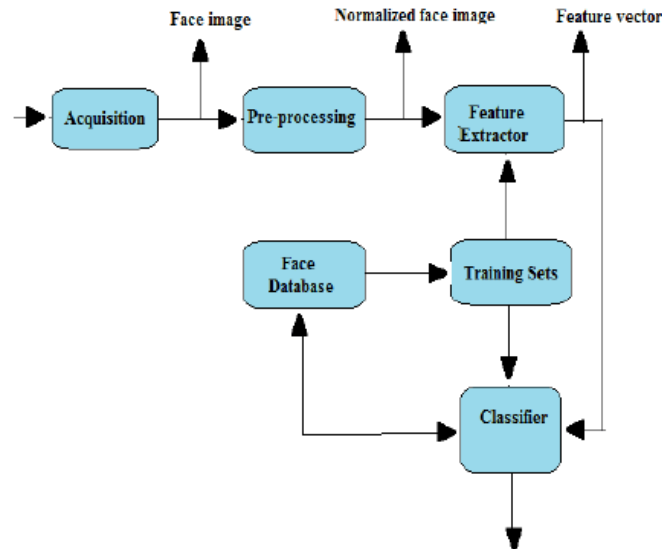 Face image
Normalized face image
Feature vector
Acquisition
Pre-processing
Feature
Extractor
Face
Database
Training Sets
Classifier